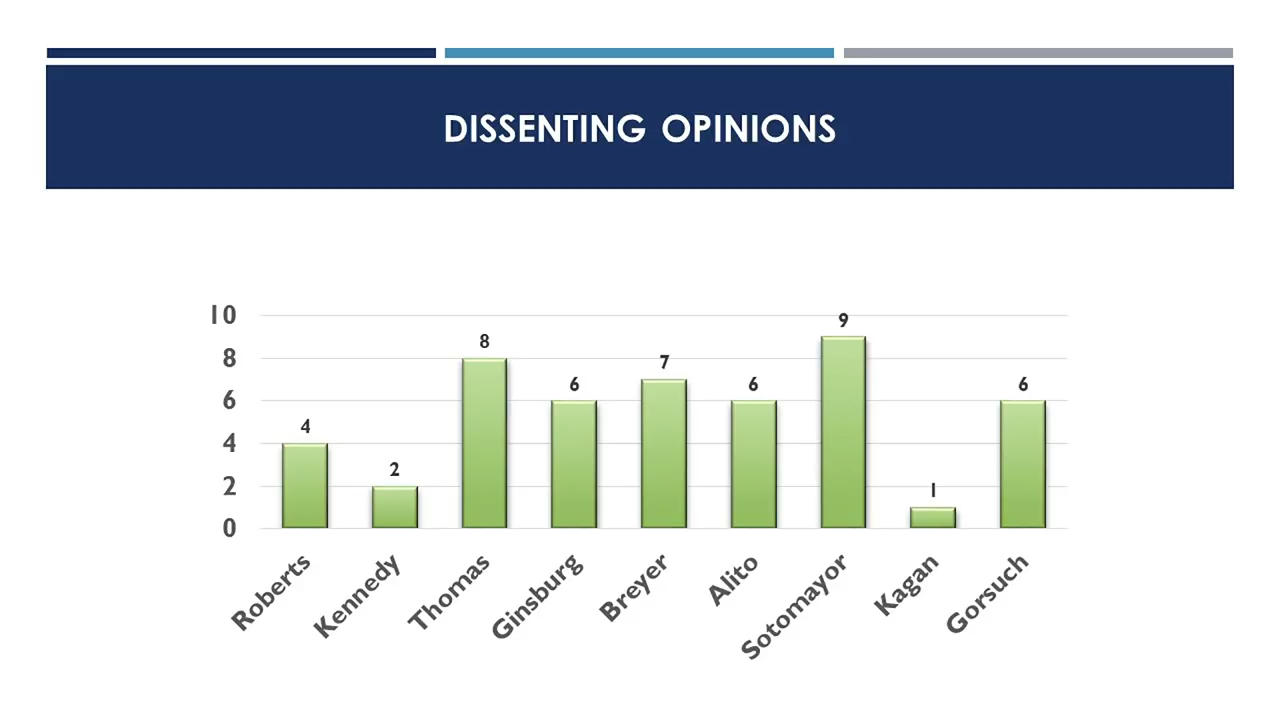 DISSENTING OPINIONS
10
8
6
4
2
0
4
2
8
6
7
6
9
1
6
Roberts
Kennedy
Thomas
Ginsburg
Breyer
Alito
Sotomayor
Kagan
Gorsuch